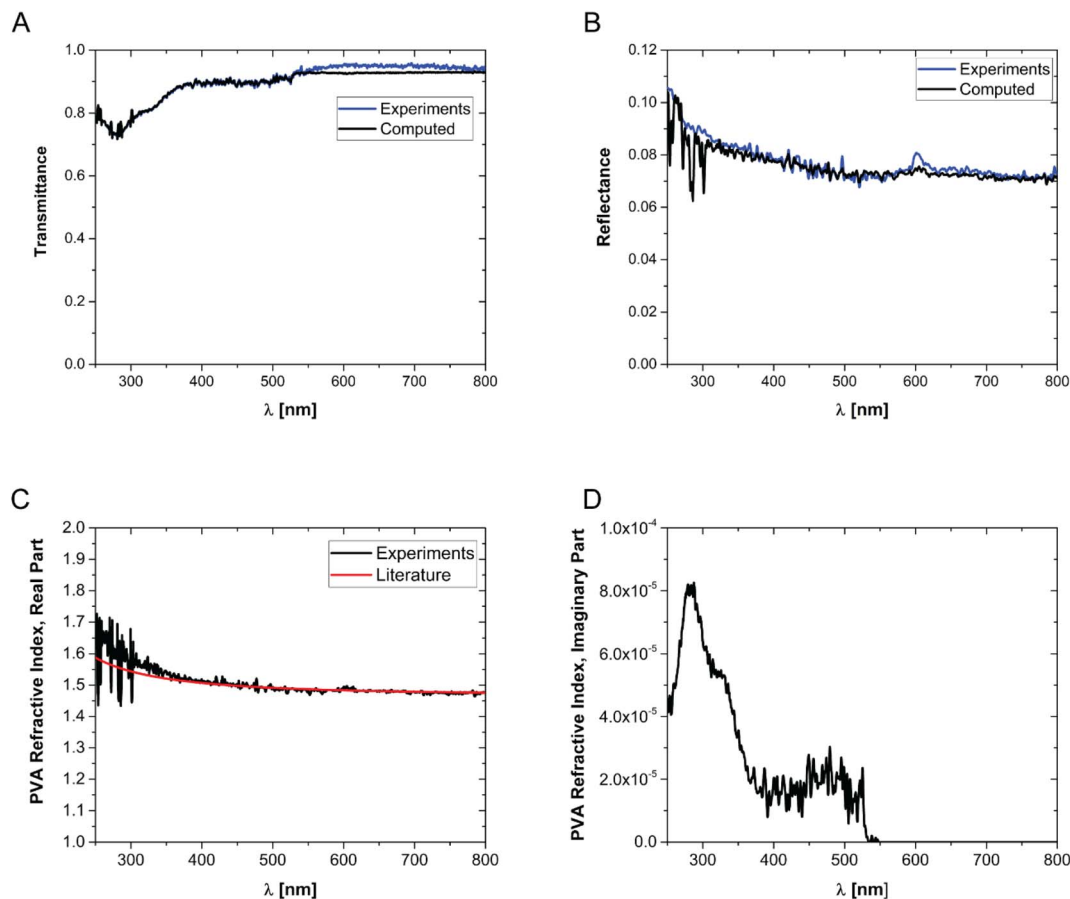 A
Transmittance
1.0
0.8
0.6
0.4
0.2
0.0
Experiments
Computed
300 400 500 600 700 800
λ [nm]
B
Reflectance
0.12
0.10
0.08
0.06
0.04
0.02
0.00
Experiments
Computed
300 400 500 600 700 800
λ [nm]
C
PVA Refractive Index, Real Part
2.0
1.9
1.8
1.7
1.6
1.5
1.4
1.3
1.2
1.1
1.0
Experiments
Literature
300 400 500 600 700 800
λ [nm]
D
PVA Refractive Index, Imaginary Part
1.0x10⁻⁴
8.0x10⁻⁵
6.0x10⁻⁵
4.0x10⁻⁵
2.0x10⁻⁵
0.0
300 400 500 600 700 800
λ [nm]